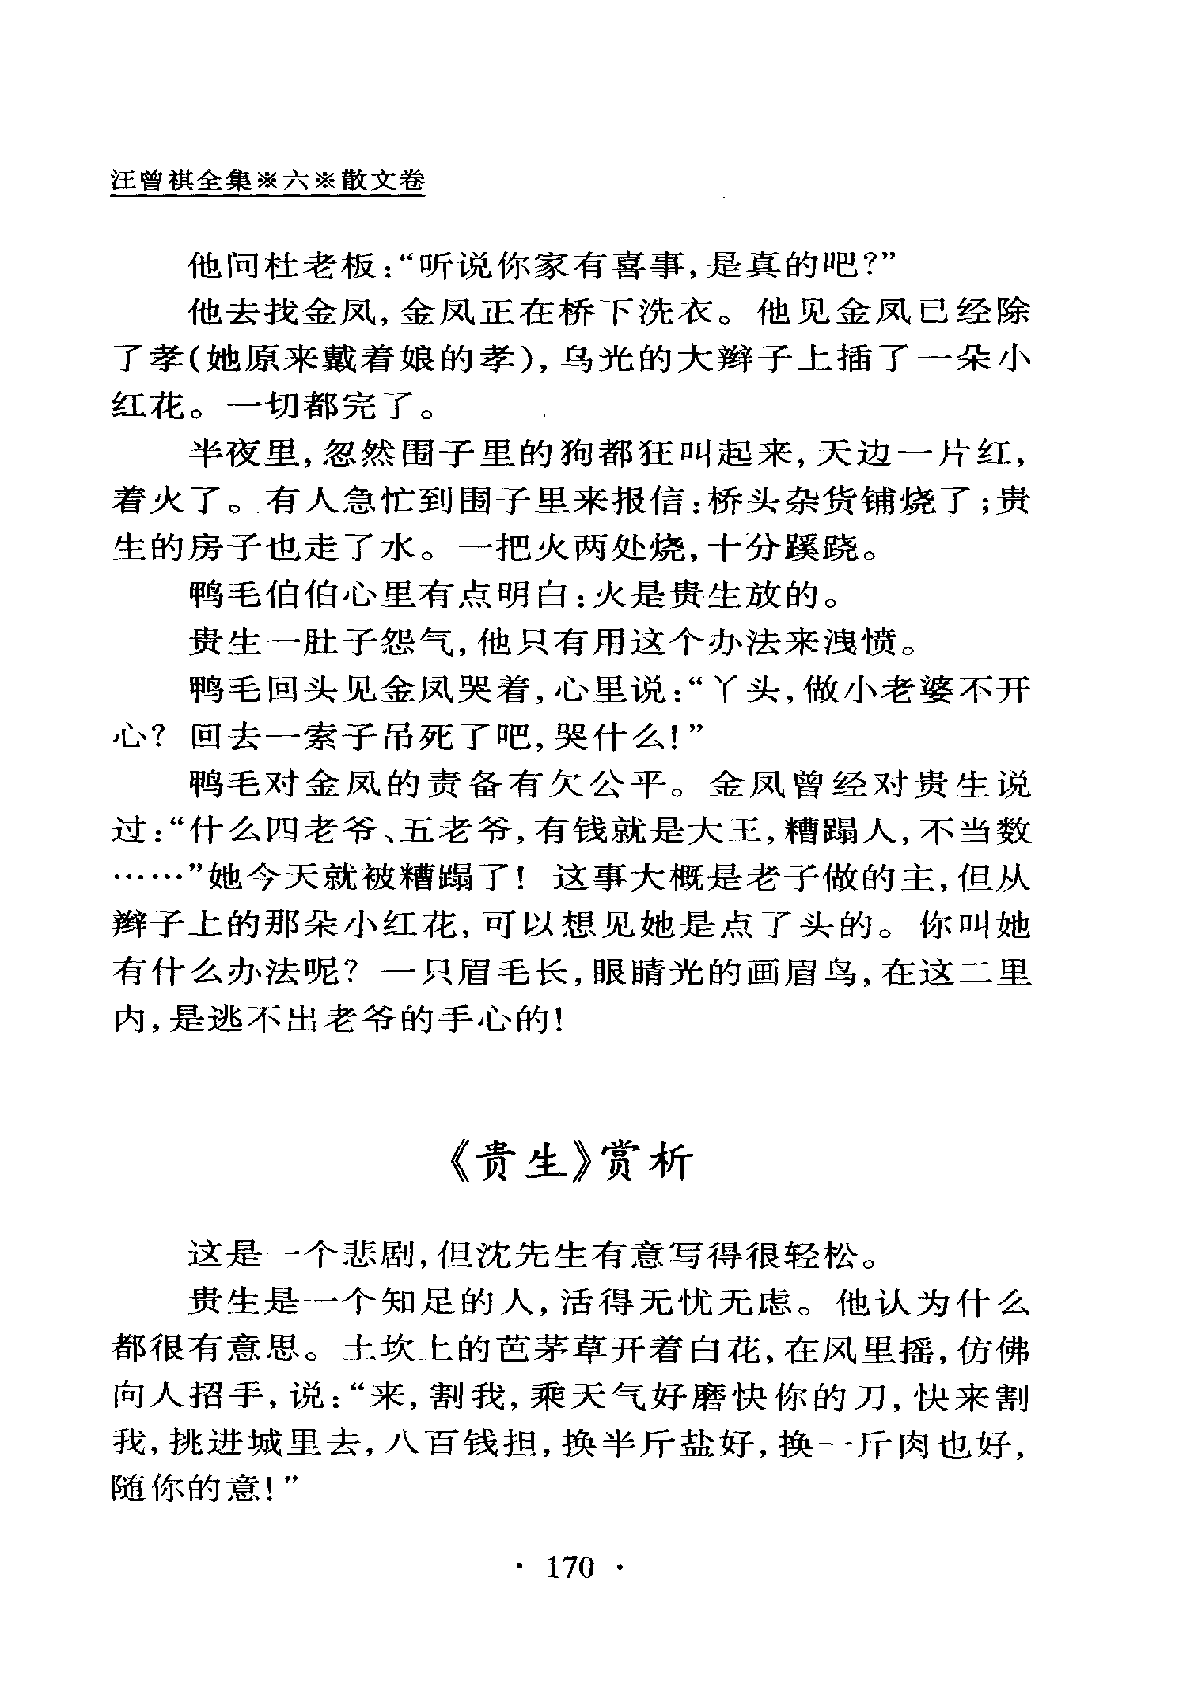 汪曾祺全集※六※散文卷
他问杜老板:“听说你家有喜事,是真的吧?”
他去找金凤,金凤正在桥下洗衣。他见金凤已经除
了孝(她原来戴着娘的孝),乌光的大辫子上插了一朵小
红花。一切都完了。
半夜里,忽然围子里的狗都狂叫起来,天边一片红,
着火了。有人急忙到围子里来报信:桥头杂货铺烧了;贵
生的房子也走了水。一把火两处烧,十分蹊跷。
鸭毛伯伯心里有点明白:火是贵生放的。
贵生一肚子怨气,他只有用这个办法来洩愤。
鸭毛回头见金凤哭着,心里说:“丫头,做小老婆不开
心?回去一索子吊死了吧,哭什么!”
鸭毛对金凤的责备有欠公平。金凤曾经对贵生说
过:“什么四老爷、五老爷,有钱就是大王,糟蹋人,不当数
……”她今天就被糟蹋了!这事大概是老子做的主,但从
辫子上的那朵小红花,可以想见她是点了头的。你叫她
有什么办法呢?一只眉毛长,眼睛光的画眉鸟,在这二里
内,是逃不出老爷的手心的!
《贵生》赏析
这是一个悲剧,但沈先生有意写得很轻松。
贵生是一个知足的人,活得无忧无虑。他认为什么
都很有意思。土坎上的芭茅草开着白花,在风里摇,仿佛
向人招手,说:“来,割我,乘天气好磨快你的刀,快来割
我,挑进城里去,八百钱担,换半斤盐好,换一斤肉也好,
随你的意!”
· 170 ·